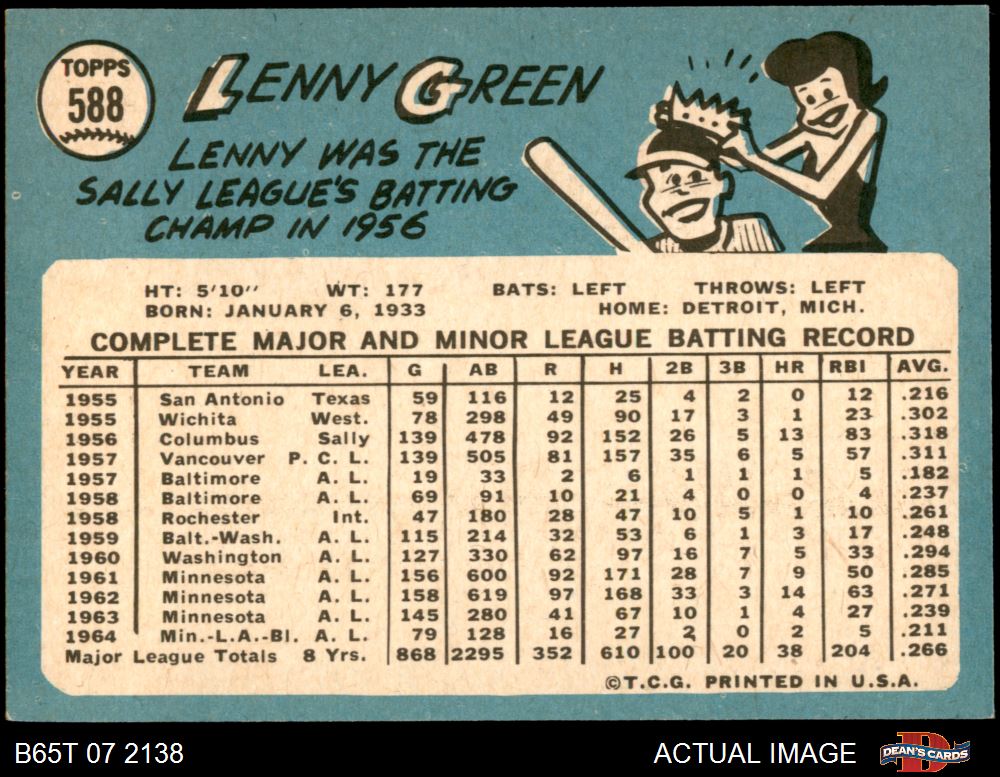 TOPPS
588
LENNY GREEN
LENNY WAS THE
SALLY LEAGUE'S BATTING
CHAMP IN 1956
HT: 5'10" WT: 177 BATS: LEFT THROWS: LEFT
BORN: JANUARY 6, 1933 HOME: DETROIT, MICH.
COMPLETE MAJOR AND MINOR LEAGUE BATTING RECORD
YEAR TEAM LEA. G AB R H 2B 3B HR RBI AVG.
1955 San Antonio Texas 59 116 12 25 4 2 0 12 .216
1955 Wichita West. 78 298 49 90 17 3 1 23 .302
1956 Columbus Sally 139 478 92 152 26 5 13 83 .318
1957 Vancouver P. C. L. 139 505 81 157 35 6 5 57 .311
1957 Baltimore A. L. 19 33 2 6 1 1 1 5 .182
1958 Baltimore A. L. 69 91 10 21 4 0 0 4 .237
1958 Rochester Int. 47 180 28 47 10 5 1 10 .261
1959 Balt.-Wash. A. L. 115 214 32 53 6 1 3 17 .248
1960 Washington A. L. 127 330 62 97 16 7 5 33 .294
1961 Minnesota A. L. 156 600 92 171 28 7 9 50 .285
1962 Minnesota A. L. 158 619 97 168 33 3 14 63 .271
1963 Minnesota A. L. 145 280 41 67 10 1 4 27 .239
1964 Min.-L.A.-Bl. A. L. 79 128 16 27 2 0 2 5 .211
Major League Totals 8 Yrs. 868 2295 352 610 100 20 38 204 .266
©T.C.G. PRINTED IN U.S.A.
B65T 07 2138 ACTUAL IMAGE D DEAN'S CARDS